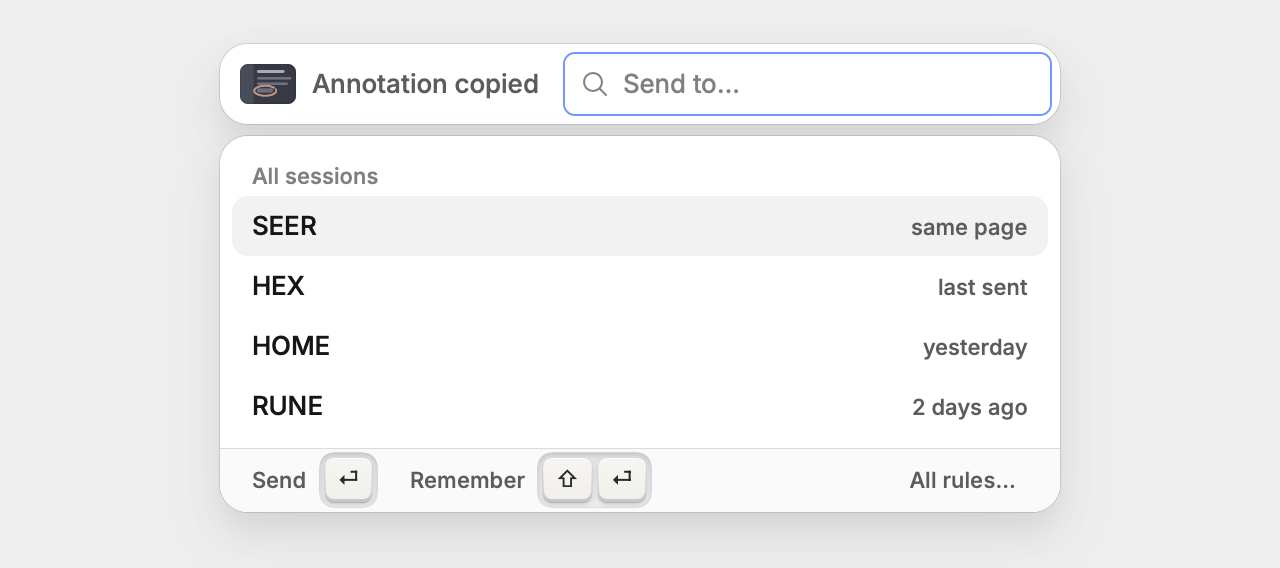 Annotation copied
Send to...
All sessions
SEER same page
HEX last sent
HOME yesterday
RUNE 2 days ago
Send ↵ Remember ⇧ ↵ All rules...